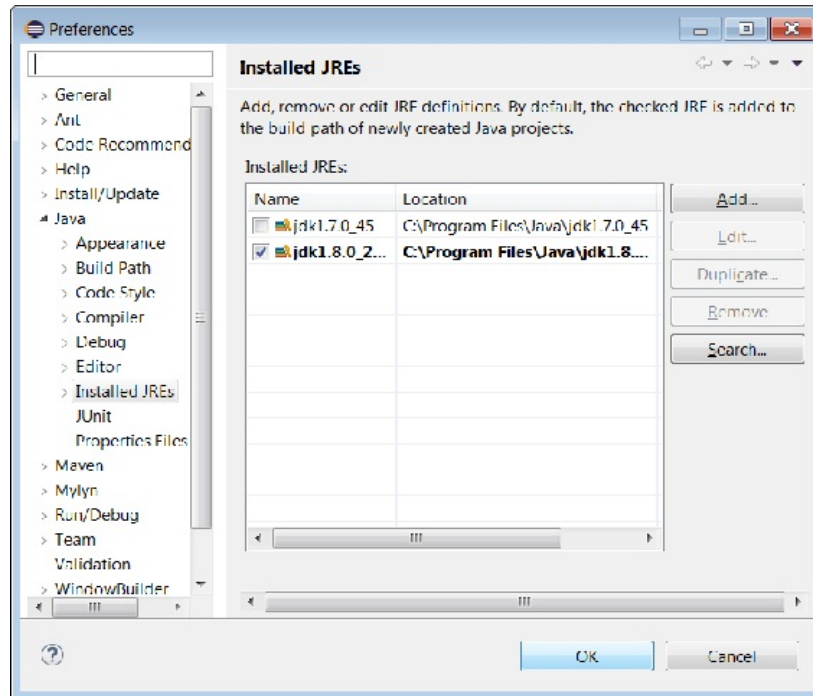 Preferences
Installed JREs
General
Ant
Code Recommend
Help
Install/Update
Java
Appearance
Build Path
Code Style
Compiler
Debug
Editor
Installed JREs
JUnit
Properties Files
Maven
Mylyn
Run/Debug
Team
Validation
WindowBuilder
Add, remove or edit JRE definitions. By default, the checked JRE is added to
the build path of newly created Java projects.
Installed JREs:
Name Location
jdk1.7.0_45 C:\Program Files\Java\jdk1.7.0_45
jdk1.8.0_2... C:\Program Files\Java\jdk1.8....
Add...
Edit...
Duplicate...
Remove
Search...
OK Cancel